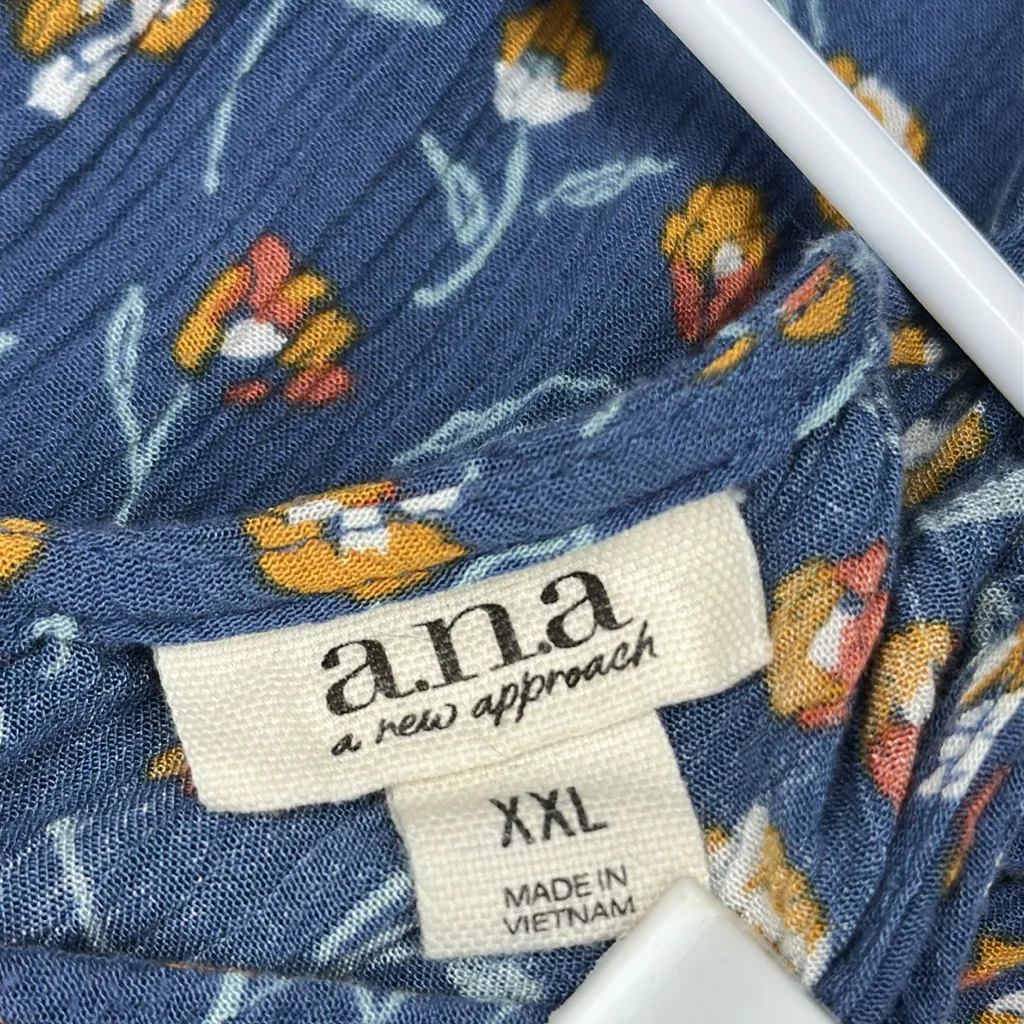 a.n.a
a new approach
XXL
MADE IN
VIETNAM